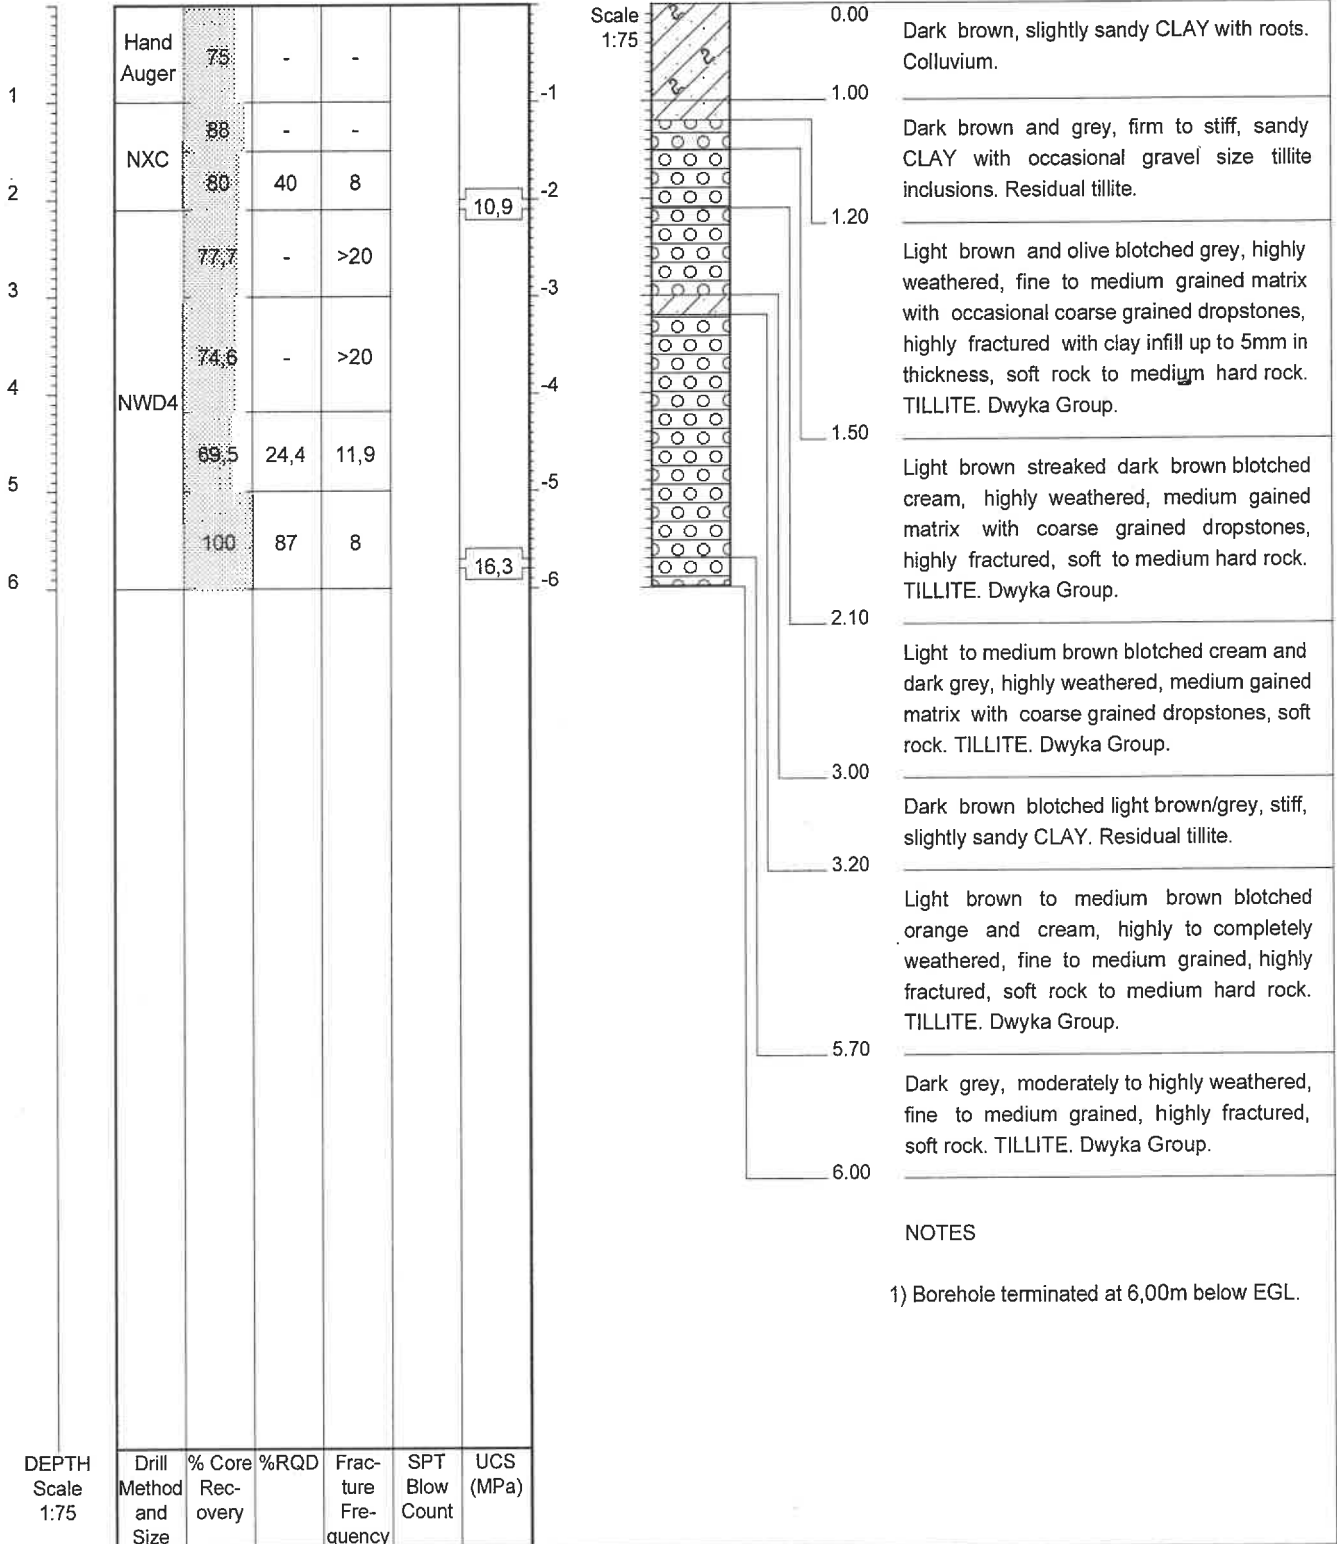 Hand
Auger
75
-
-
NXC
88
-
-
80
40
8
NWD4
77,7
-
>20
74,6
-
>20
69,5
24,4
11,9
100
87
8
10,9
16,3
1
2
3
4
5
6
-1
-2
-3
-4
-5
-6
DEPTH
Scale
1:75
Drill
Method
and
Size
% Core
Rec-
overy
%RQD
Frac-
ture
Fre-
quency
SPT
Blow
Count
UCS
(MPa)
Scale
1:75
0.00
Dark brown, slightly sandy CLAY with roots.
Colluvium.
1.00
Dark brown and grey, firm to stiff, sandy
CLAY with occasional gravel size tillite
inclusions. Residual tillite.
1.20
Light brown and olive blotched grey, highly
weathered, fine to medium grained matrix
with occasional coarse grained dropstones,
highly fractured with clay infill up to 5mm in
thickness, soft rock to medium hard rock.
TILLITE. Dwyka Group.
1.50
Light brown streaked dark brown blotched
cream, highly weathered, medium gained
matrix with coarse grained dropstones,
highly fractured, soft to medium hard rock.
TILLITE. Dwyka Group.
2.10
Light to medium brown blotched cream and
dark grey, highly weathered, medium gained
matrix with coarse grained dropstones, soft
rock. TILLITE. Dwyka Group.
3.00
Dark brown blotched light brown/grey, stiff,
slightly sandy CLAY. Residual tillite.
3.20
Light brown to medium brown blotched
orange and cream, highly to completely
weathered, fine to medium grained, highly
fractured, soft rock to medium hard rock.
TILLITE. Dwyka Group.
5.70
Dark grey, moderately to highly weathered,
fine to medium grained, highly fractured,
soft rock. TILLITE. Dwyka Group.
6.00
NOTES
1) Borehole terminated at 6,00m below EGL.